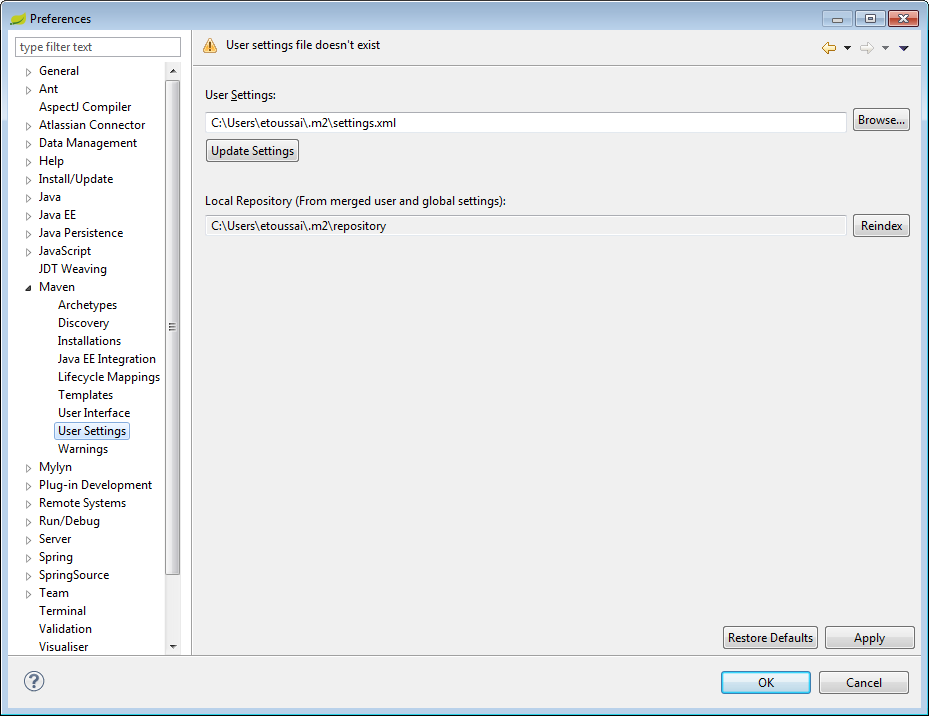 Preferences
type filter text
General
Ant
AspectJ Compiler
Atlassian Connector
Data Management
Help
Install/Update
Java
Java EE
Java Persistence
JavaScript
JDT Weaving
Maven
Archetypes
Discovery
Installations
Java EE Integration
Lifecycle Mappings
Templates
User Interface
User Settings
Warnings
Mylyn
Plug-in Development
Remote Systems
Run/Debug
Server
Spring
SpringSource
Team
Terminal
Validation
Visualiser
User settings file doesn't exist
User Settings:
C:\Users\etoussai\.m2\settings.xml
Browse...
Update Settings
Local Repository (From merged user and global settings):
C:\Users\etoussai\.m2\repository
Reindex
Restore Defaults
Apply
?
OK
Cancel